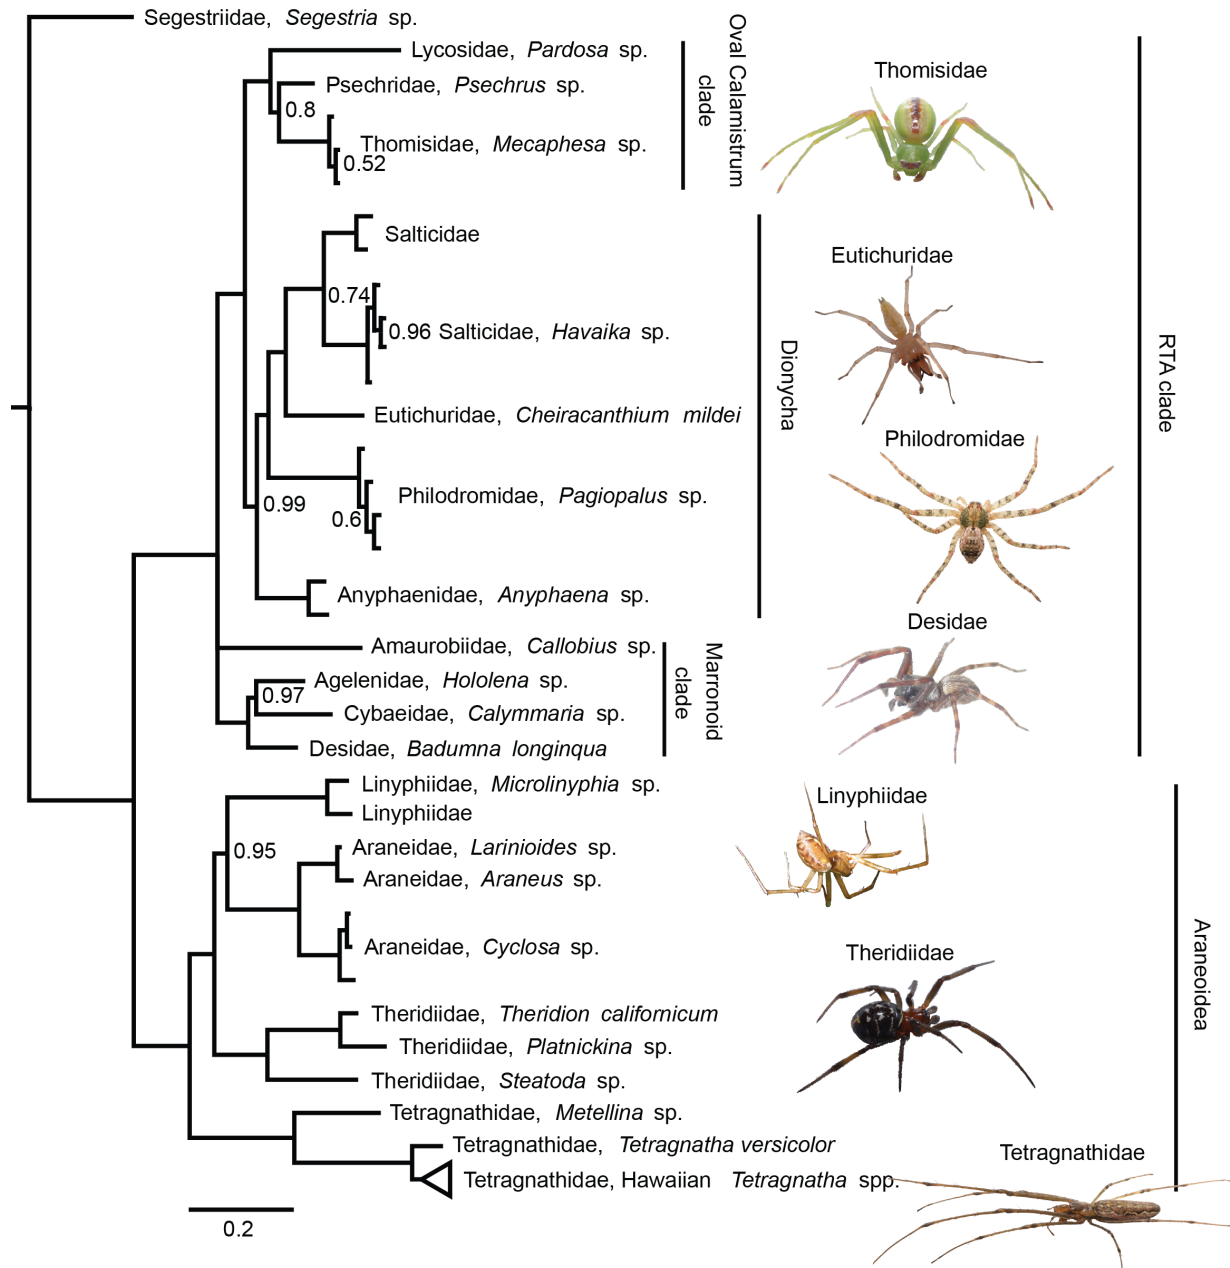 Segestriidae, Segestria sp.
Lycosidae, Pardosa sp.
Psechridae, Psechrus sp.
0.8
Thomisidae, Mecaphesa sp.
0.52
Oval Calamistrum
clade
Thomisidae
Salticidae
0.74
0.96 Salticidae, Havaika sp.
Eutichuridae, Cheiracanthium mildei
Philodromidae, Pagiopalus sp.
0.99
0.6
Anyphaenidae, Anyphaena sp.
Dionycha
Eutichuridae
Philodromidae
RTA clade
Amaurobiidae, Callobius sp.
Agelenidae, Hololena sp.
0.97
Cybaeidae, Calymmaria sp.
Desidae, Badumna longinqua
Marronoid
clade
Desidae
Linyphiidae, Microlinyphia sp.
Linyphiidae
0.95
Araneidae, Larinioides sp.
Araneidae, Araneus sp.
Araneidae, Cyclosa sp.
Linyphiidae
Theridiidae
Araneoidea
Theridiidae, Theridion californicum
Theridiidae, Platnickina sp.
Theridiidae, Steatoda sp.
Tetragnathidae, Metellina sp.
Tetragnathidae, Tetragnatha versicolor
Tetragnathidae, Hawaiian Tetragnatha spp.
Tetragnathidae
0.2